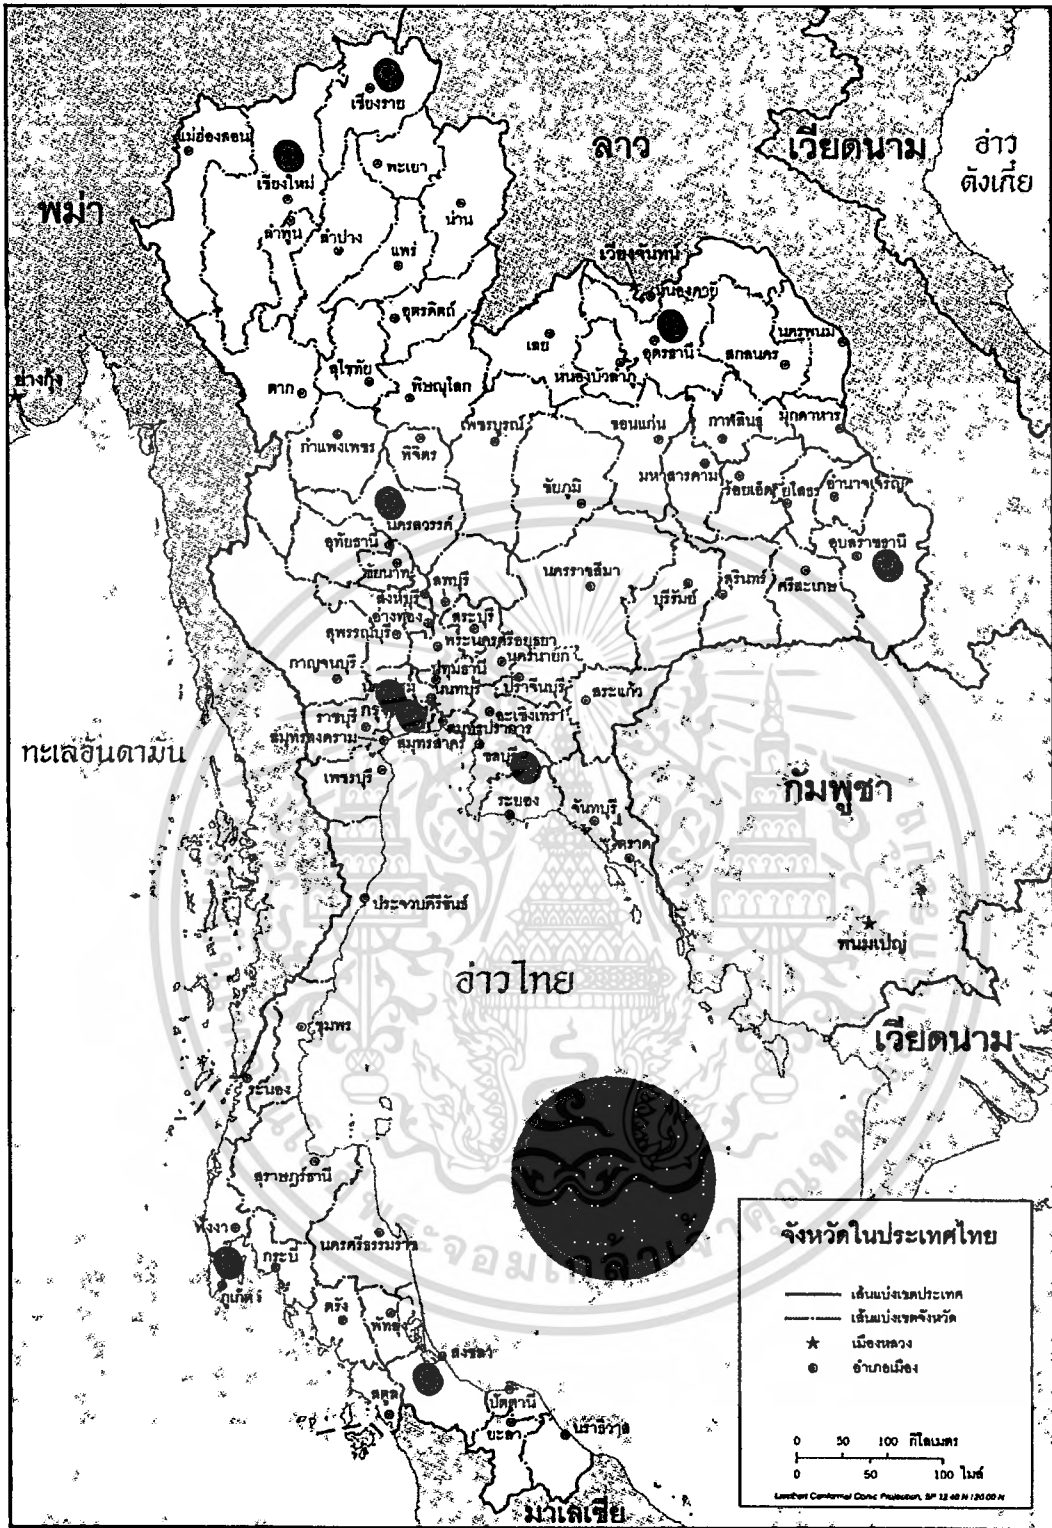 เชียงราย
แม่ฮ่องสอน
ลาว
เวียดนาม
อ่าว
ตังเกี๋ย
พะเยา
เชียงใหม่
พม่า
น่าน
ลำพูน
ลำปาง
แพร่
เวียงจันทน์
หนองคาย
อุตรดิตถ์
เลย
อุดรธานี
นครพนม
สกลนคร
หนองบัวลำภู
ย่างกุ้ง
สุโขทัย
ตาก
พิษณุโลก
เพชรบูรณ์
ขอนแก่น
กาฬสินธุ์
มุกดาหาร
กำแพงเพชร
พิจิตร
มหาสารคาม
ร้อยเอ็ด
ยโสธร
อำนาจเจริญ
ชัยภูมิ
นครสวรรค์
อุทัยธานี
อุบลราชธานี
ชัยนาท
ลพบุรี
นครราชสีมา
บุรีรัมย์
สุรินทร์
ศรีสะเกษ
สิงห์บุรี
อ่างทอง
สระบุรี
สุพรรณบุรี
พระนครศรีอยุธยา
กาญจนบุรี
นครนายก
ปทุมธานี
ปราจีนบุรี
นนทบุรี
สระแก้ว
ราชบุรี
ฉะเชิงเทรา
สมุทรปราการ
สมุทรสงคราม
สมุทรสาคร
ทะเลอันดามัน
ชลบุรี
เพชรบุรี
กัมพูชา
ระยอง
จันทบุรี
ตราด
ประจวบคีรีขันธ์
พนมเปญ
อ่าวไทย
ชุมพร
เวียดนาม
ระนอง
สุราษฎร์ธานี
พังงา
นครศรีธรรมราช
กระบี่
ภูเก็ต
ตรัง
พัทลุง
สงขลา
สตูล
ปัตตานี
ยะลา
นราธิวาส
มาเลเซีย
จังหวัดในประเทศไทย
เส้นแบ่งเขตประเทศ
เส้นแบ่งเขตจังหวัด
เมืองหลวง
อำเภอเมือง
0 50 100 กิโลเมตร
0 50 100 ไมล์
Lambert Conformal Conic Projection, SP 12 40 N / 20 00 N